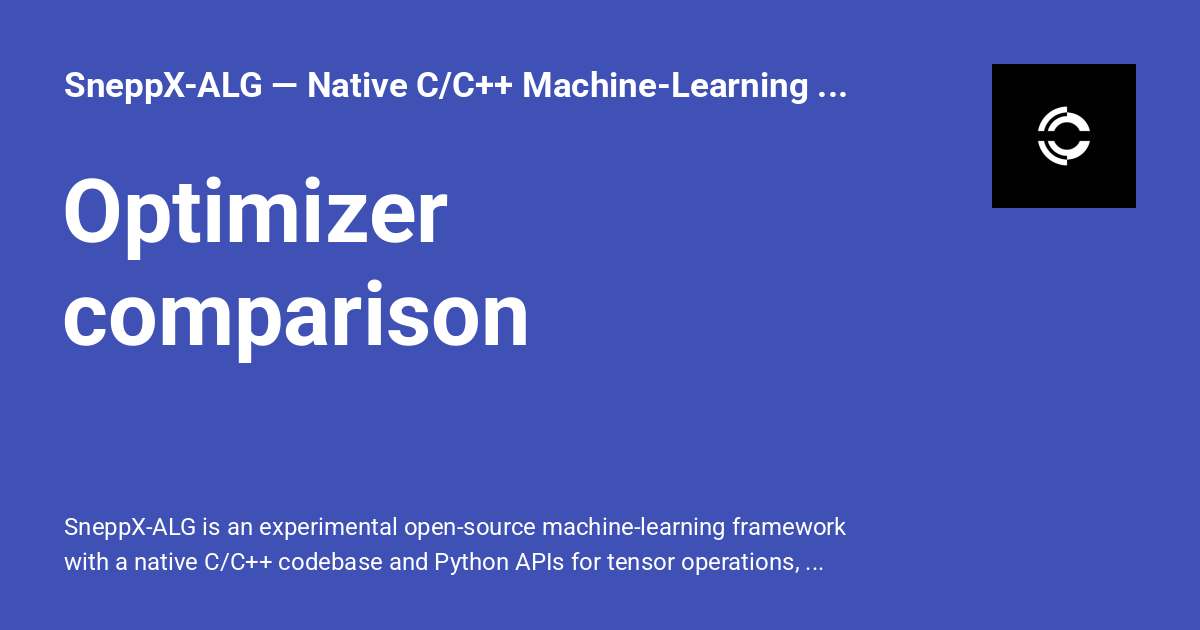 SneppX-ALG — Native C/C++ Machine-Learning ...
Optimizer
comparison
SneppX-ALG is an experimental open-source machine-learning framework
with a native C/C++ codebase and Python APIs for tensor operations, ...